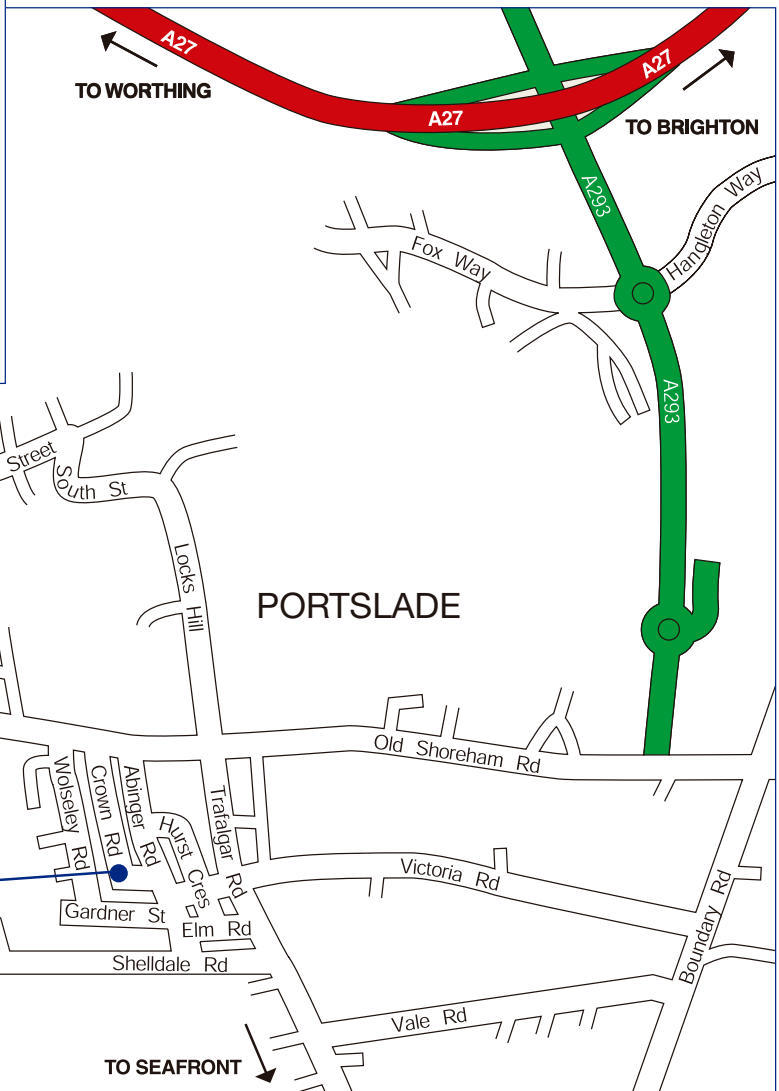 A27
A27
A27
TO WORTHING
TO BRIGHTON
A293
Hangleton Way
Fox Way
A293
Street
South St
Locks Hill
PORTSLADE
Old Shoreham Rd
Wolseley Rd
Crown Rd
Abinger Rd
Hurst Cres
Trafalgar Rd
Victoria Rd
Boundary Rd
Gardner St
Elm Rd
Shelldale Rd
Vale Rd
TO SEAFRONT